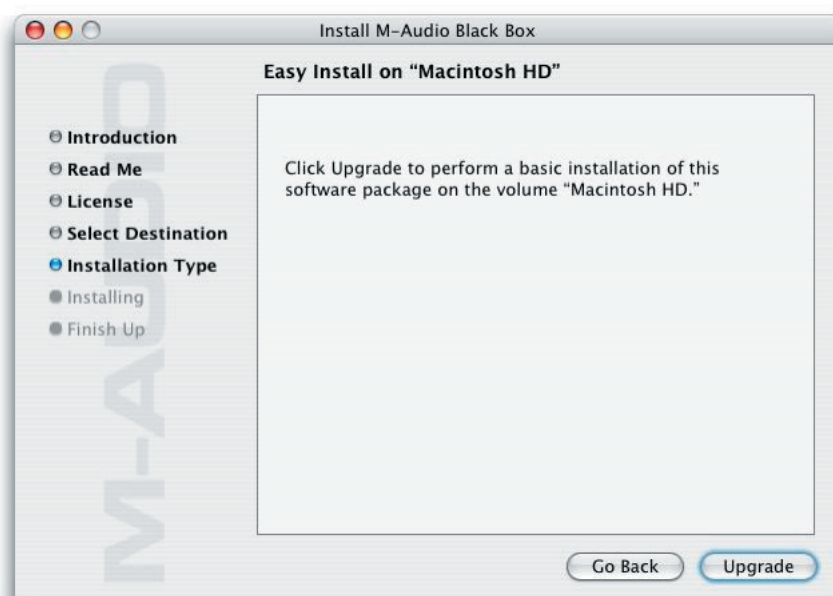 Install M-Audio Black Box
Easy Install on “Macintosh HD”
Introduction
Read Me
License
Select Destination
Installation Type
Installing
Finish Up
Click Upgrade to perform a basic installation of this
software package on the volume “Macintosh HD.”
M-AUDIO
Go Back
Upgrade